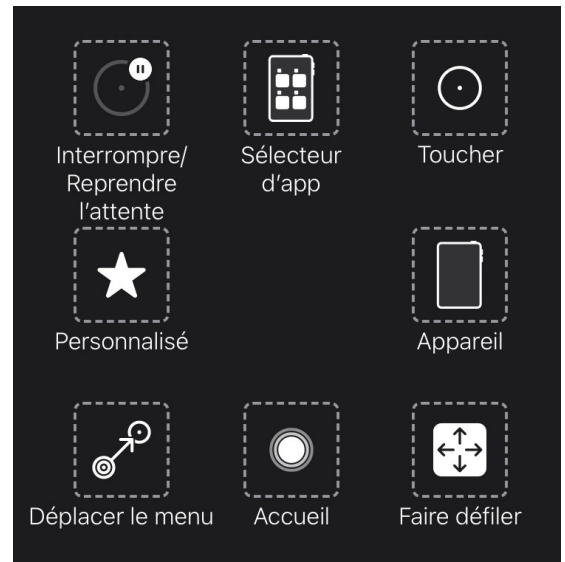 Interrompre/
Reprendre
l'attente
Sélecteur
d'app
Toucher
Personnalisé
Appareil
Déplacer le menu
Accueil
Faire défiler